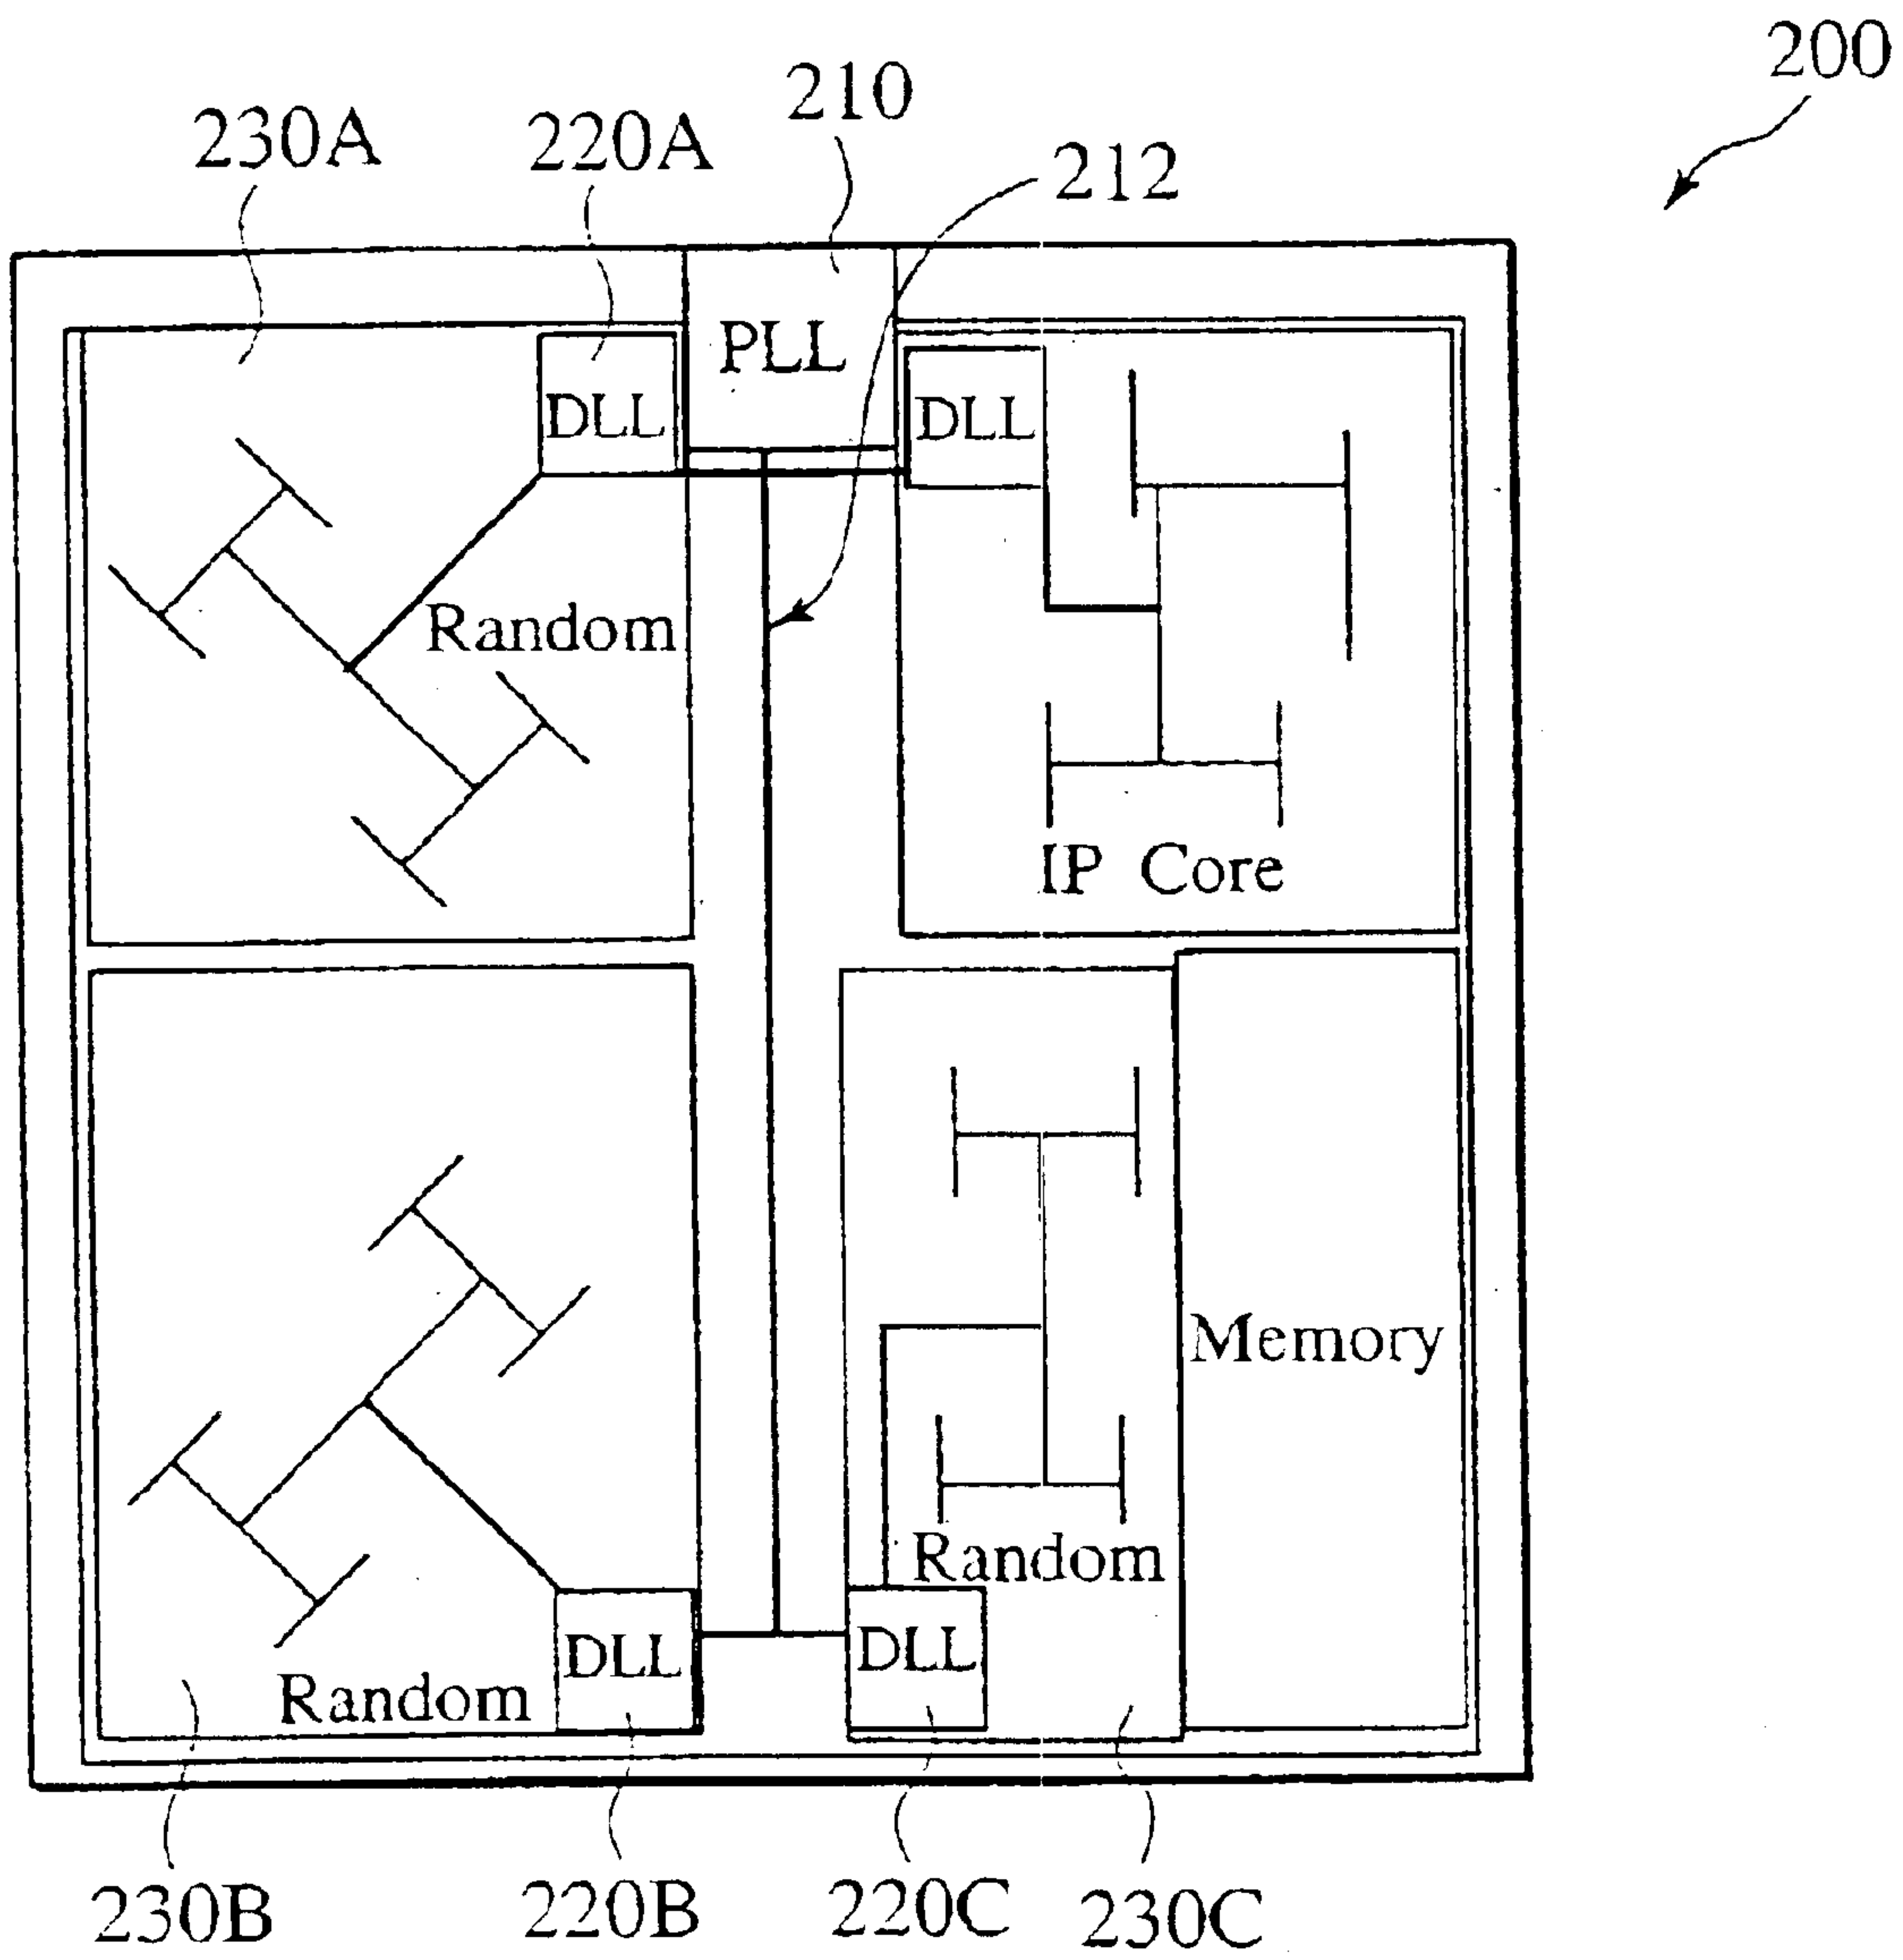 200
210
230A
220A
212
PLL
DLL
DLL
Random
IP Core
Memory
Random
DLL
DLL
Random
230B
220B
220C
230C